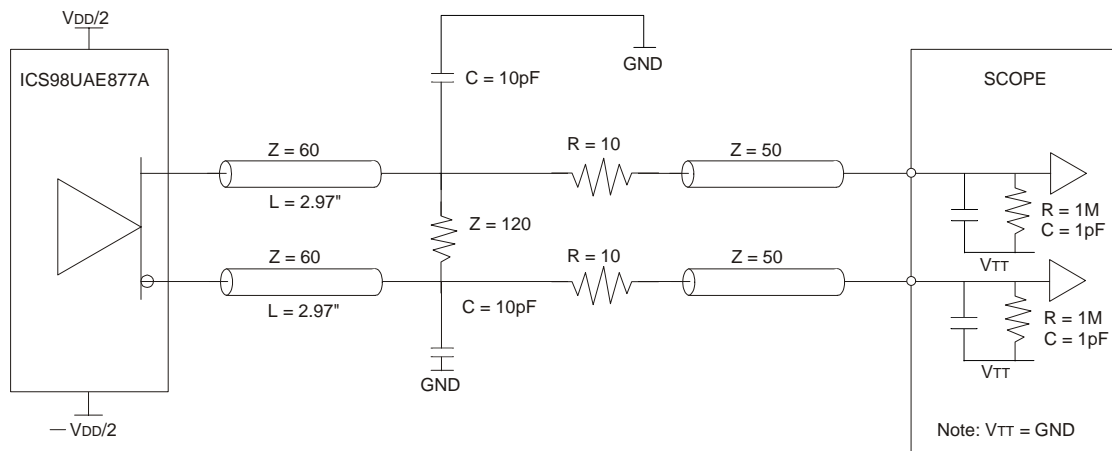 VDD/2
ICS98UAE877A
GND
C = 10pF
SCOPE
Z = 60
R = 10
Z = 50
L = 2.97"
Z = 120
R = 1M
C = 1pF
VTT
Z = 60
R = 10
Z = 50
L = 2.97"
C = 10pF
R = 1M
C = 1pF
VTT
GND
— VDD/2
Note: VTT = GND